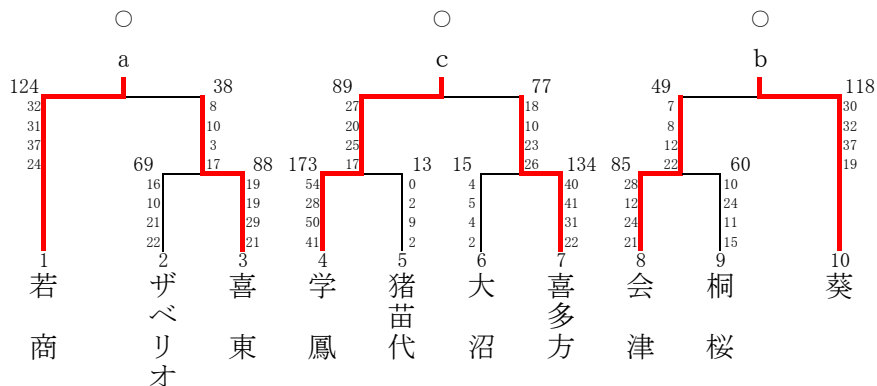 ○ ○ ○
a c b
124 38 89 77 49 118
32 8 27 18 7 30
31 10 20 10 8 32
37 3 25 23 12 37
24 17 17 26 22 19
69 88 173 13 15 134 85 60
16 19 54 0 4 40 28 10
10 19 28 2 5 41 12 24
21 29 50 9 4 31 24 11
22 21 41 2 2 22 21 15
1 2 3 4 5 6 7 8 9 10
若商
ザベリオ
喜東
学鳳
猪苗代
大沼
喜多方
会津
桐桜
葵